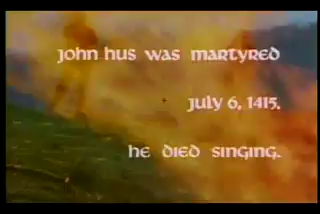 John Hus was martyred
July 6, 1415.
He died singing.